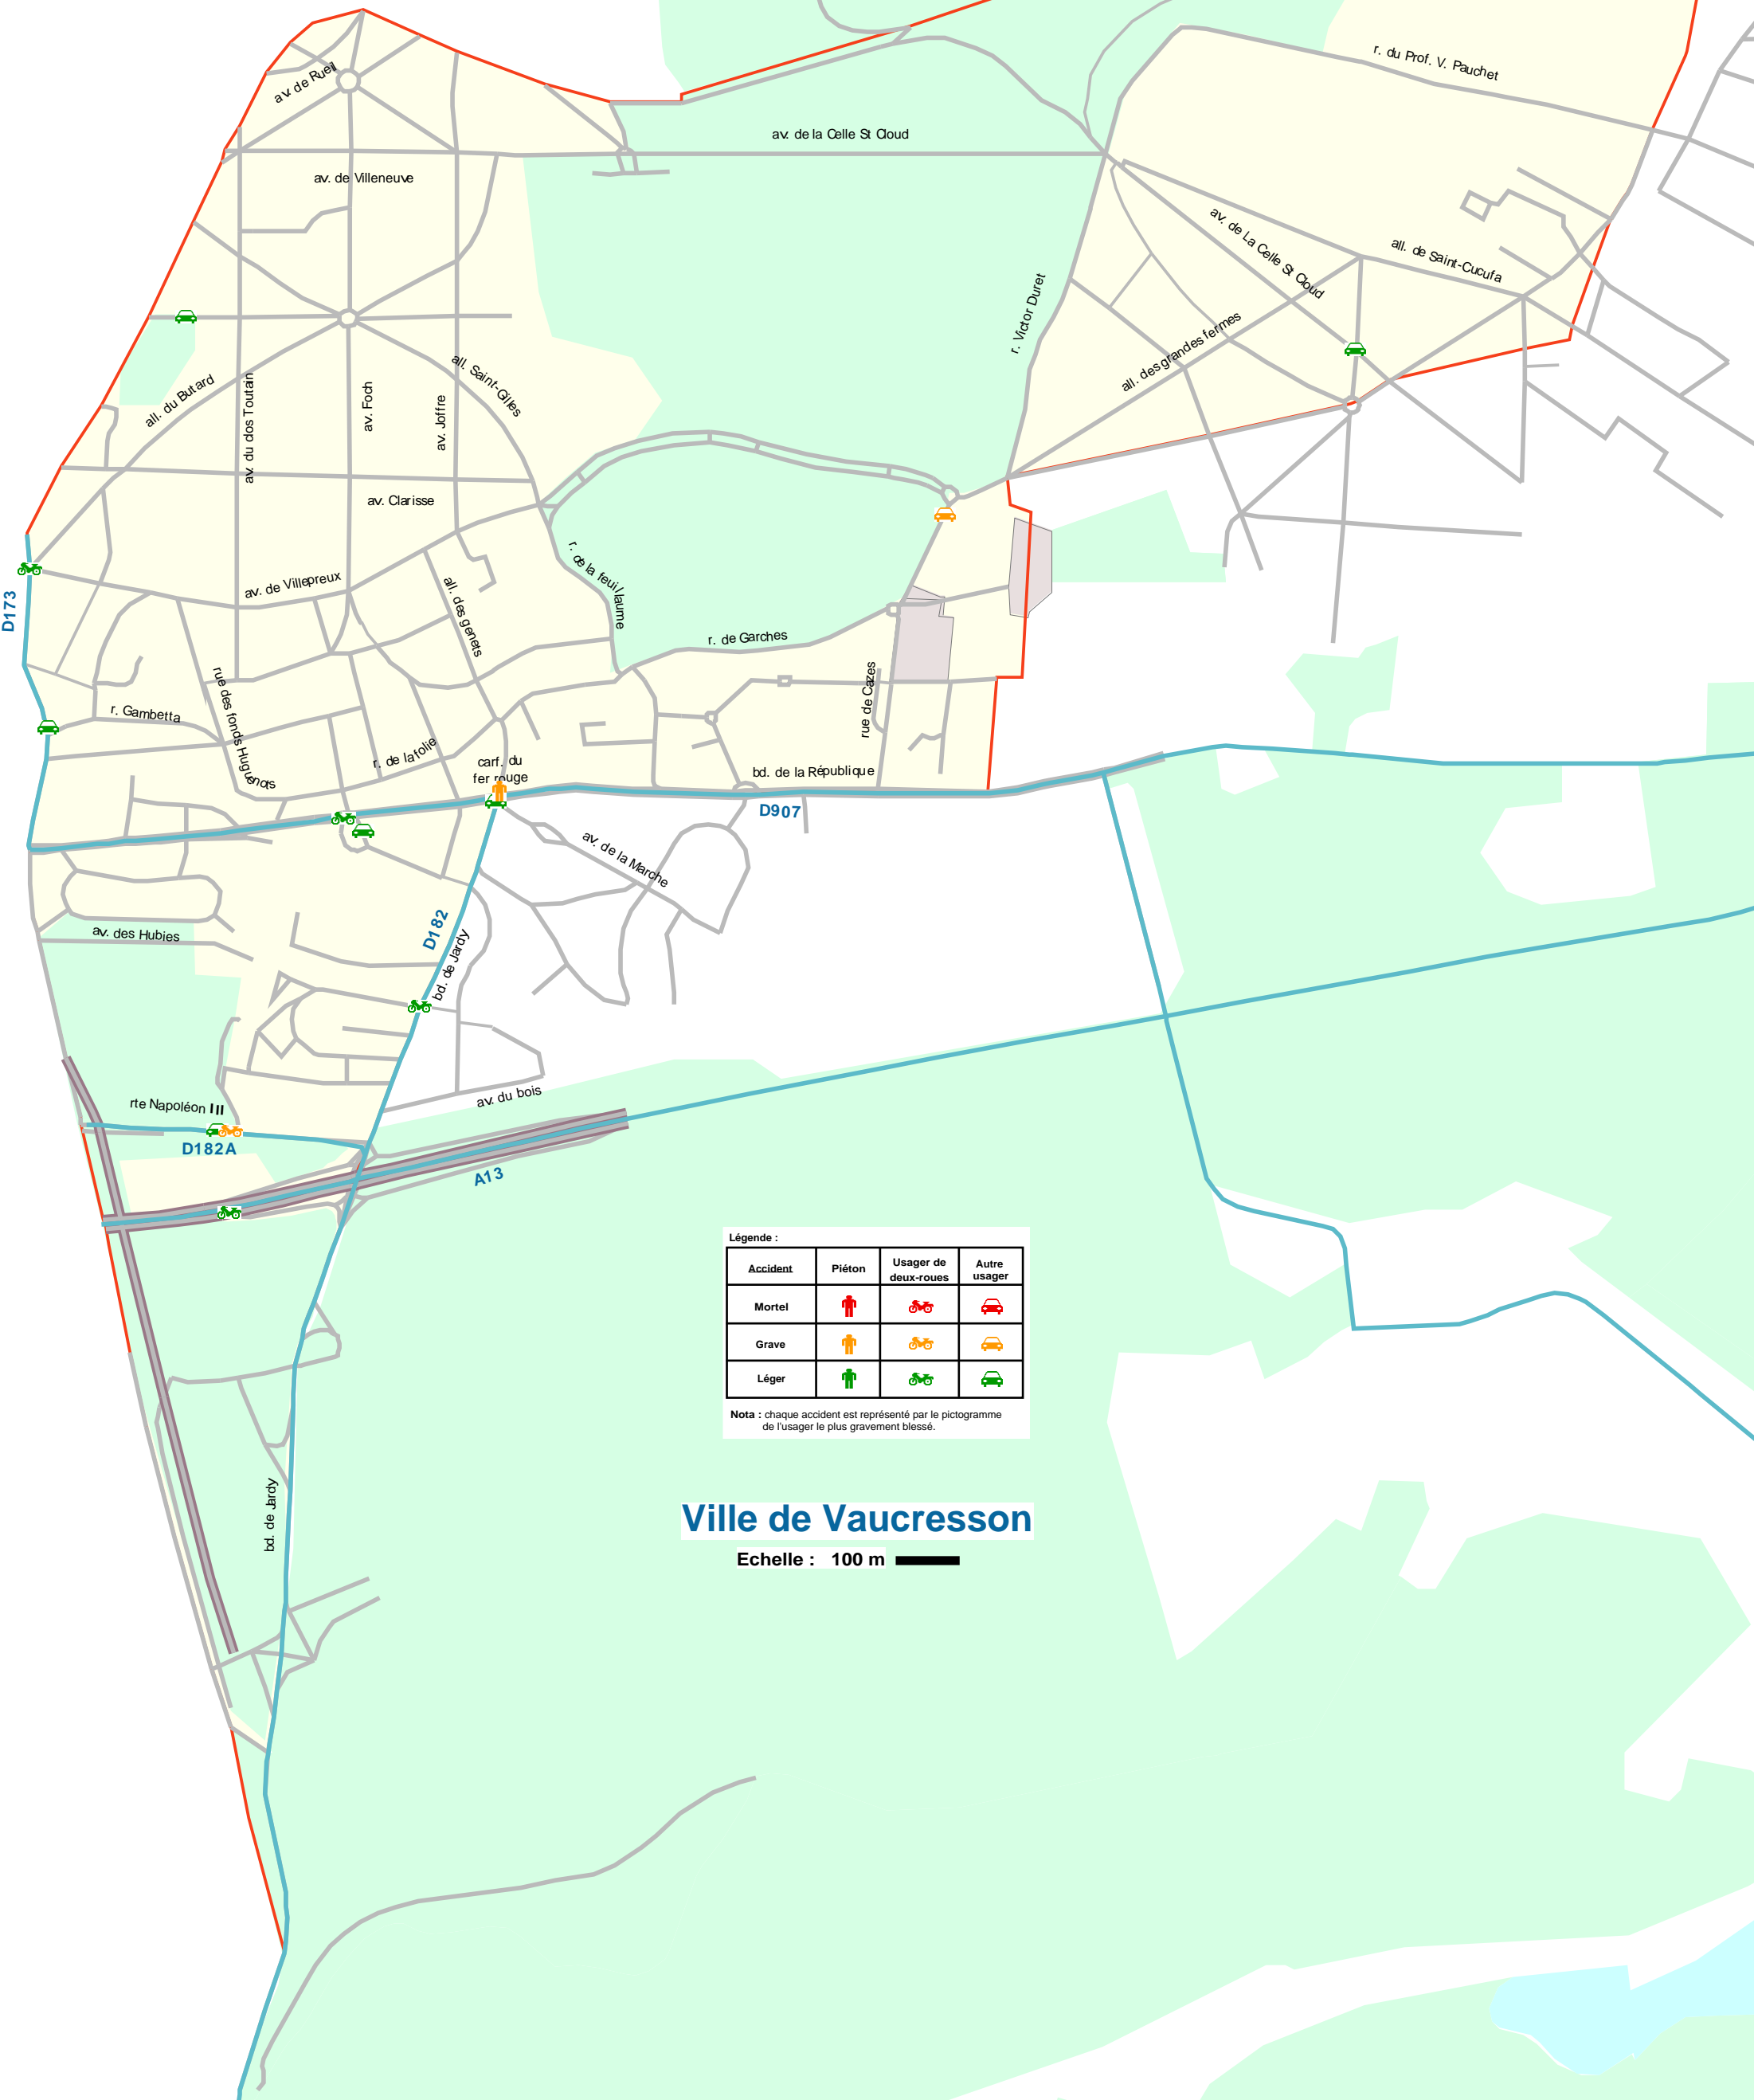 r. du Prof. V. Pauchet
av. de Rueil
av. de la Celle St Cloud
av. de Villeneuve
av. de La Celle St Cloud
all. de Saint-Cucufa
r. Victor Duret
all. des grandes fermes
all. Saint-Gilles
all. du Butard
av. du dos Toutain
av. Foch
av. Joffre
av. Clarisse
r. de la feuillaume
av. de Villepreux
all. des genets
D173
r. de Garches
rue de Cazes
rue des fonds Huguenots
r. Gambetta
r. de la folie
carf. du
fer rouge
bd. de la République
D907
av. de la Marche
D182
av. des Hubies
bd. de Jardy
av. du bois
rte Napoléon III
D182A
A13
Légende :
Accident Piéton Usager de deux-roues Autre usager
Mortel
Grave
Léger
Nota : chaque accident est représenté par le pictogramme
de l'usager le plus gravement blessé.
bd. de Jardy
Ville de Vaucresson
Echelle : 100 m